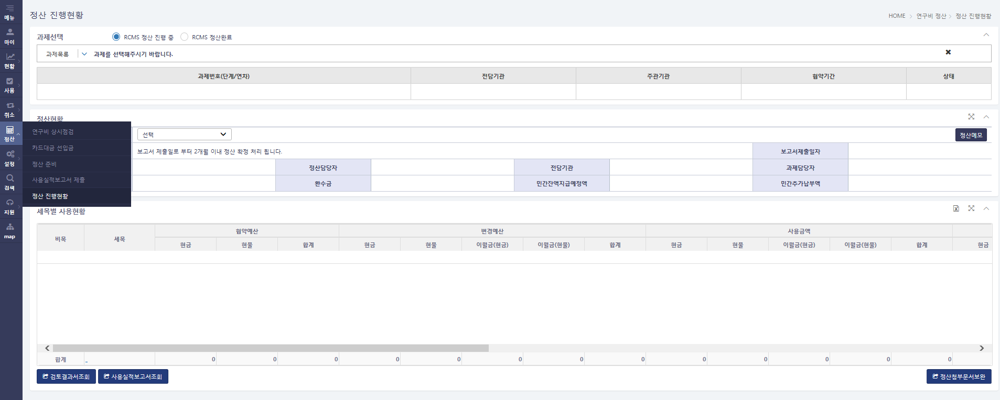 메뉴
마이
현황
사용
취소
정산
설정
검색
지원
map
정산 진행현황
HOME > 연구비 정산 > 정산 진행현황
과제선택 RCMS 정산 진행 중 RCMS 정산완료
과제목록 과제를 선택해주시기 바랍니다.
과제번호(단계/연차) 전담기관 주관기관 협약기간 상태
정산현황
연구비 상시점검
카드대금 선입금
정산 준비
사용실적보고서 제출
정산 진행현황
선택 정산메모
보고서 제출일로 부터 2개월 이내 정산 확정 처리 됩니다. 보고서제출일자
정산담당자 전담기관 과제담당자
환수금 민간잔액지급예정액 민간추가납부액
세목별 사용현황
비목 세목 협약예산 변경예산 사용금액
현금 현물 합계 현금 현물 이월금(현금) 이월금(현물) 합계 현금 현물 이월금(현금) 이월금(현물) 합계 현금
합계 - 0 0 0 0 0 0 0 0 0 0 0 0 0
검토결과서조회 사용실적보고서조회 정산첨부문서보완